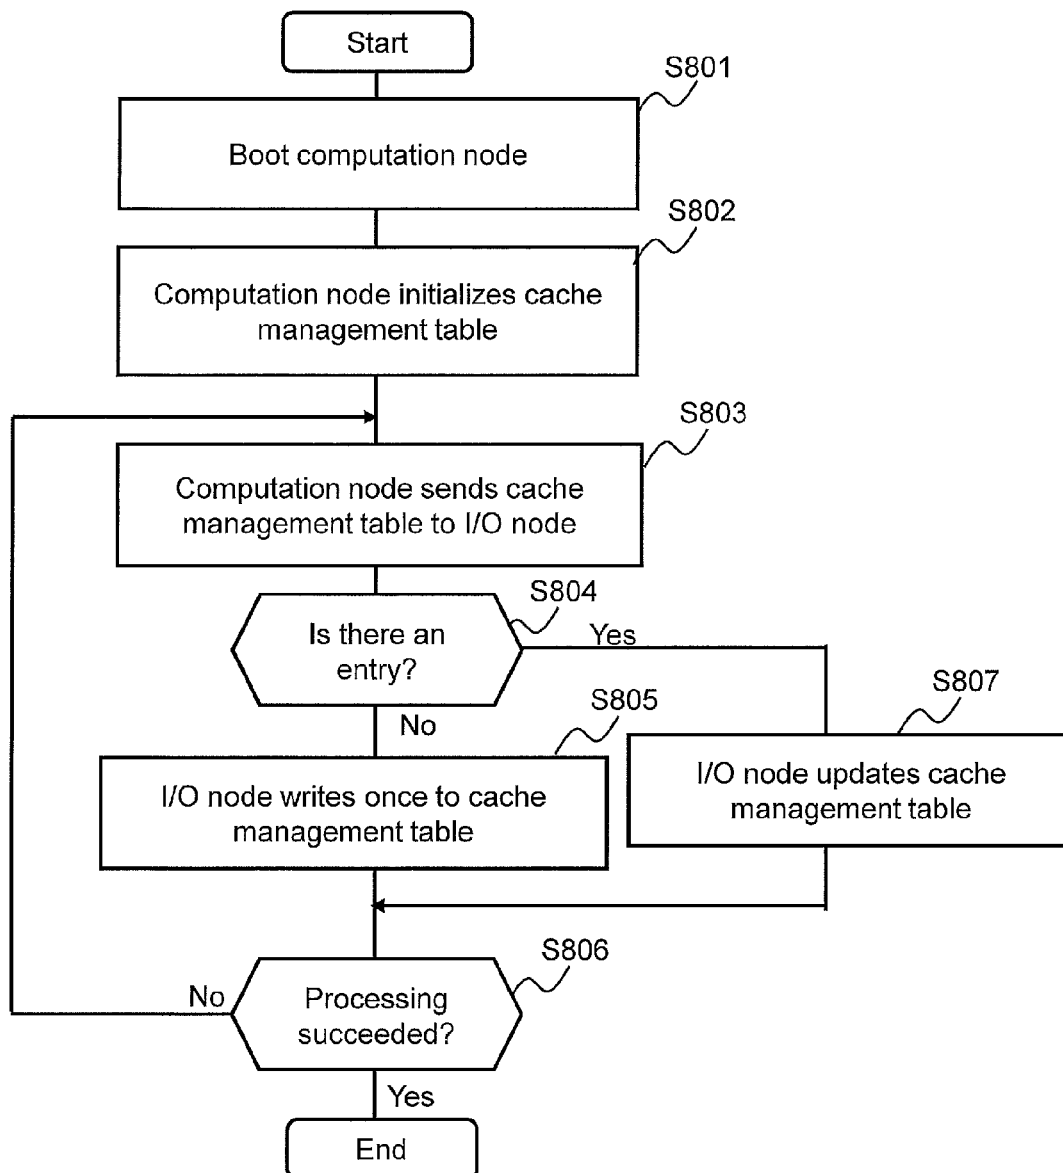 Start
S801
Boot computation node
S802
Computation node initializes cache
management table
S803
Computation node sends cache
management table to I/O node
S804
Is there an
entry?
Yes
No
S805
I/O node writes once to cache
management table
S807
I/O node updates cache
management table
S806
Processing
succeeded?
No
Yes
End